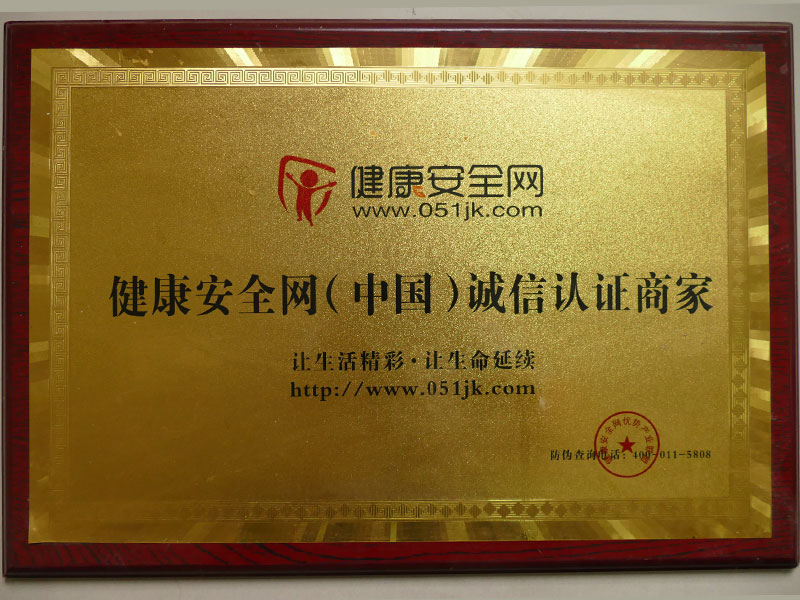 健康安全网
www.051jk.com
健康安全网（中国）诚信认证商家
让生活精彩·让生命延续
http://www.051jk.com
防伪查询电话：400-011-5808